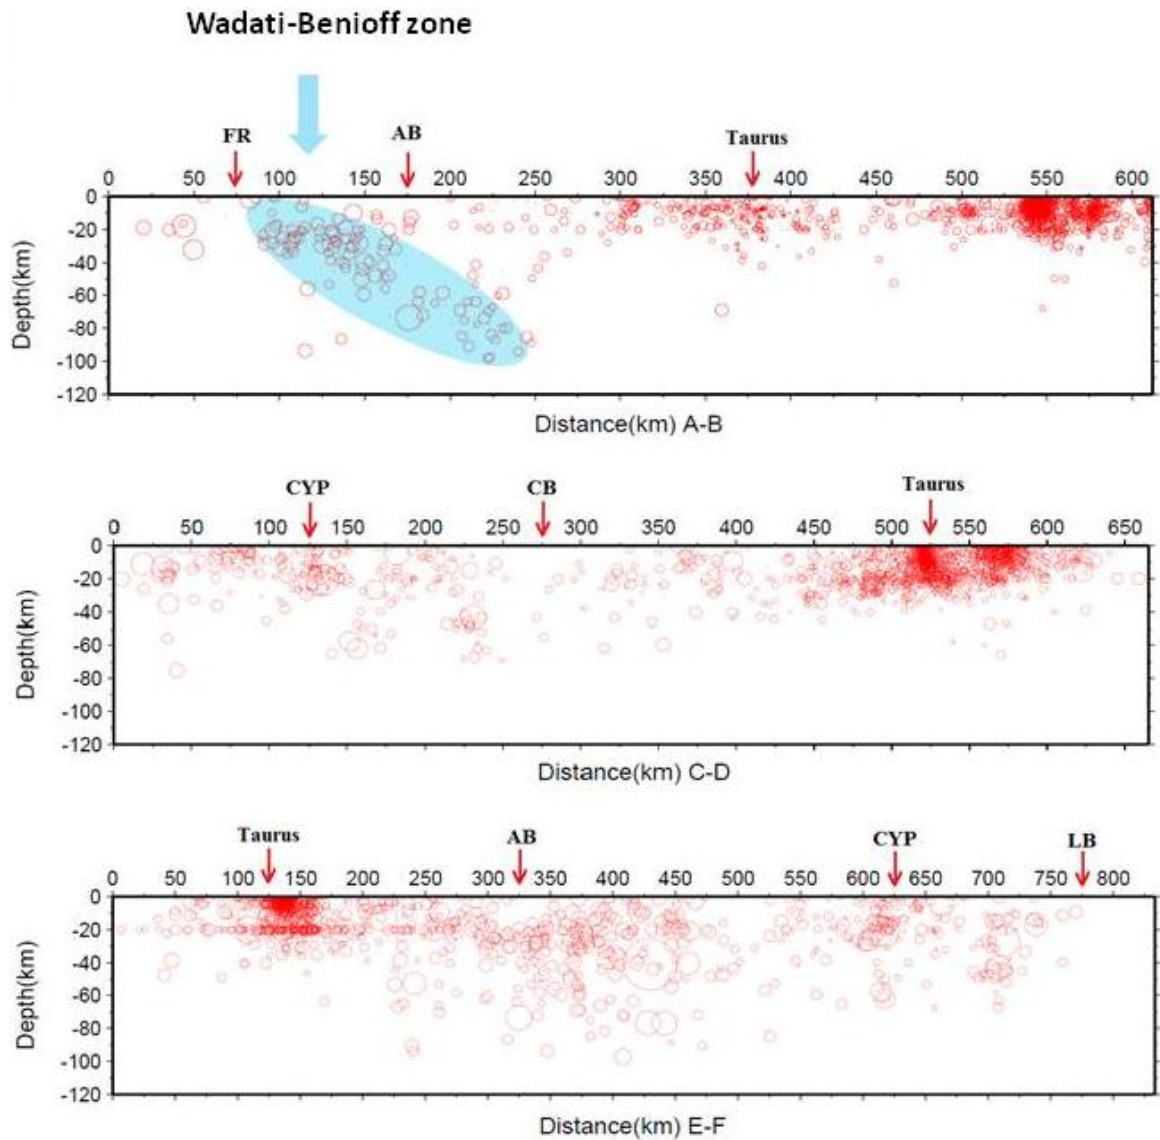 Wadati-Benioff zone
FR AB Taurus
0 50 100 150 200 250 300 350 400 450 500 550 600
0
-20
-40
-60
-80
-100
-120
Depth(km)
Distance(km) A-B
CYP CB Taurus
0 50 100 150 200 250 300 350 400 450 500 550 600 650
0
-20
-40
-60
-80
-100
-120
Depth(km)
Distance(km) C-D
Taurus AB CYP LB
0 50 100 150 200 250 300 350 400 450 500 550 600 650 700 750 800
0
-20
-40
-60
-80
-100
-120
Depth(km)
Distance(km) E-F